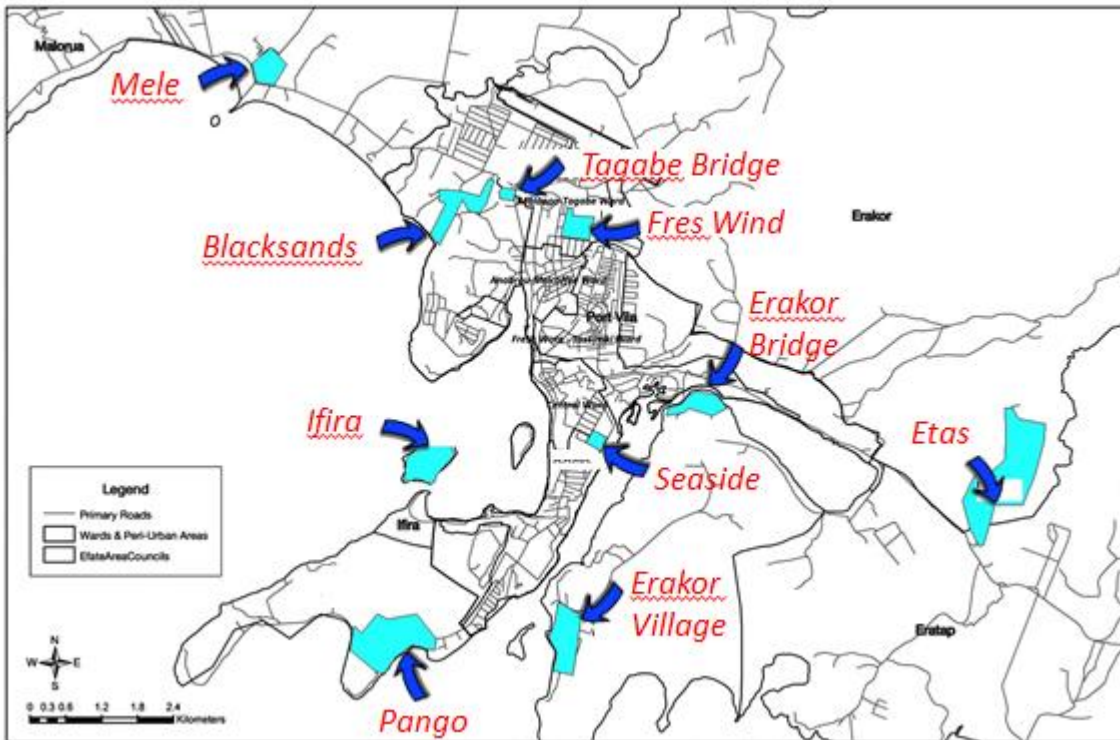 Malorua
Mele
Tagabe Bridge
Tagabe Ward
Fres Wind
Erakor
Blacksands
Port Vila
Erakor
Bridge
Ifira
Etas
Seaside
Legend
Primary Roads
Wards & Peri-Urban Areas
EfateAreaCouncils
Ifira
Erakor
Village
Eratap
N
W E
S
0 0.3 0.6 1.2 1.8 2.4
Kilometers
Pango